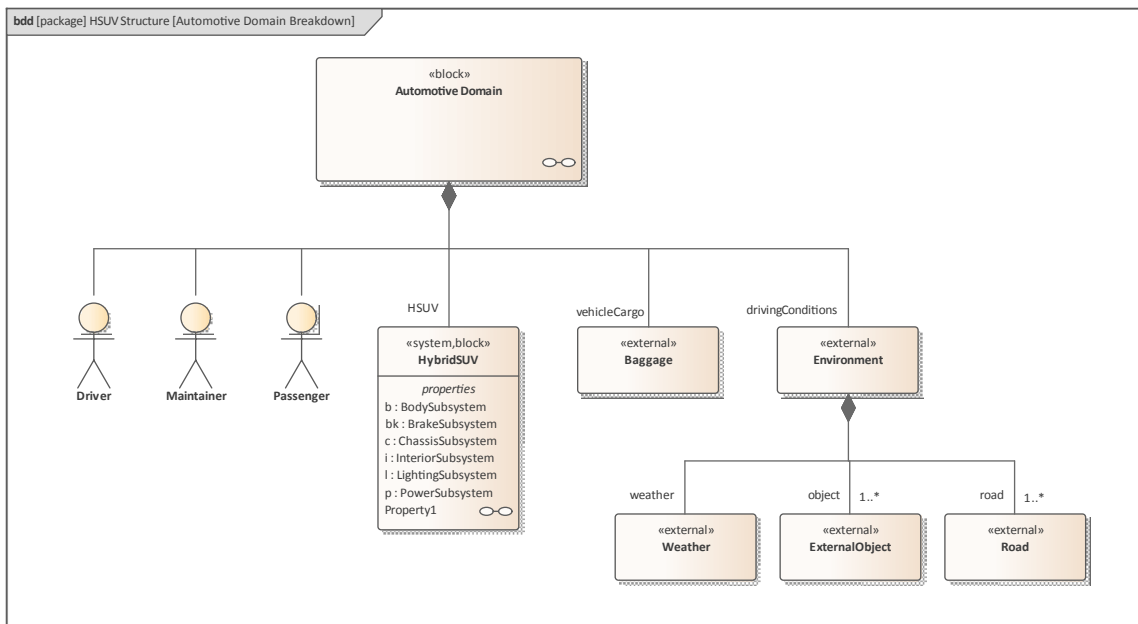 bdd [package] HSUV Structure [Automotive Domain Breakdown]
«block»
Automotive Domain
HSUV
vehicleCargo
drivingConditions
Driver
Maintainer
Passenger
«system,block»
HybridSUV
properties
b : BodySubsystem
bk : BrakeSubsystem
c : ChassisSubsystem
i : InteriorSubsystem
l : LightingSubsystem
p : PowerSubsystem
Property1
«external»
Baggage
«external»
Environment
weather
object
1..*
road
1..*
«external»
Weather
«external»
ExternalObject
«external»
Road